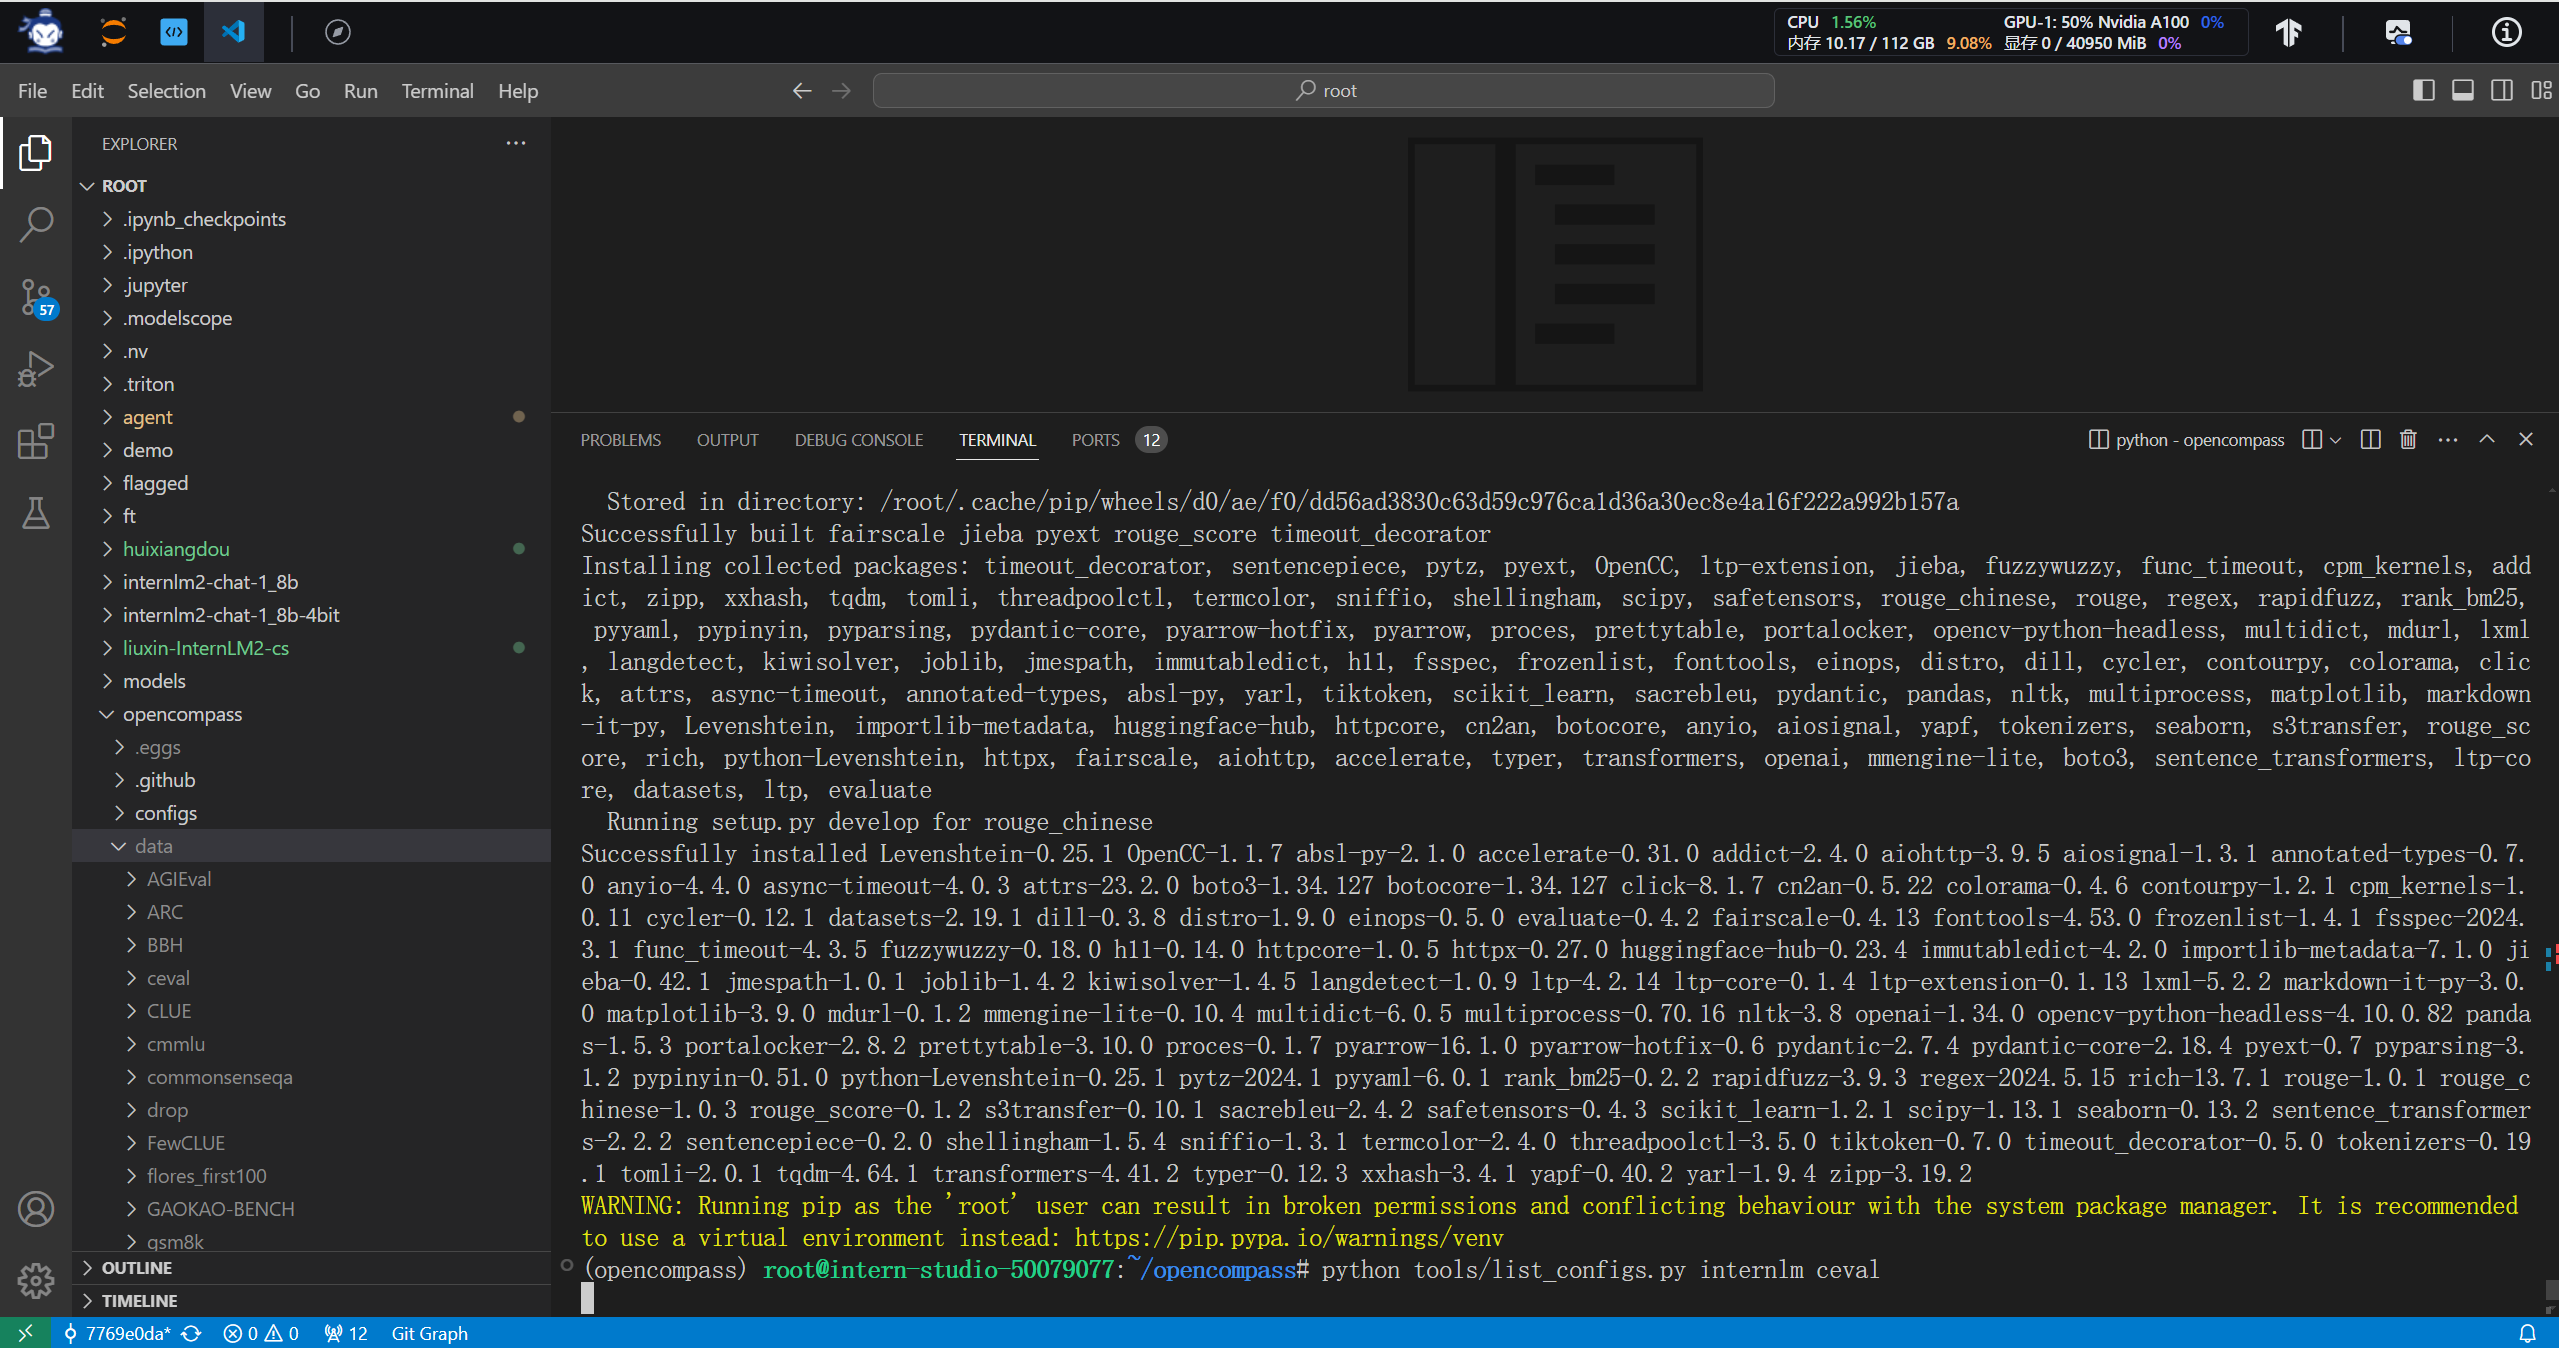 CPU 1.56%
GPU-1: 50% Nvidia A100 0%
内存 10.17 / 112 GB 9.08%
显存 0 / 40950 MiB 0%
File Edit Selection View Go Run Terminal Help
root
EXPLORER
ROOT
.ipynb_checkpoints
.ipython
.jupyter
.modelscope
.nv
.triton
agent
demo
flagged
ft
huixiangdou
internlm2-chat-1_8b
internlm2-chat-1_8b-4bit
liuxin-InternLM2-cs
models
opencompass
.eggs
.github
configs
data
AGIEval
ARC
BBH
ceval
CLUE
cmmlu
commonsenseqa
drop
FewCLUE
flores_first100
GAOKAO-BENCH
gsm8k
OUTLINE
TIMELINE
57
PROBLEMS OUTPUT DEBUG CONSOLE TERMINAL PORTS 12
python - opencompass
Stored in directory: /root/.cache/pip/wheels/d0/ae/f0/dd56ad3830c63d59c976ca1d36a30ec8e4a16f222a992b157a
Successfully built fairscale jieba pyext rouge_score timeout_decorator
Installing collected packages: timeout_decorator, sentencepiece, pytz, pyext, OpenCC, ltp-extension, jieba, fuzzywuzzy, func_timeout, cpm_kernels, add
ict, zipp, xxhash, tqdm, tomli, threadpoolctl, termcolor, sniffio, shellingham, scipy, safetensors, rouge_chinese, rouge, regex, rapidfuzz, rank_bm25,
pyyaml, pypinyin, pyparsing, pydantic-core, pyarrow-hotfix, pyarrow, proces, prettytable, portalocker, opencv-python-headless, multidict, mdurl, lxml
, langdetect, kiwisolver, joblib, jmespath, immutabledict, h11, fsspec, frozenlist, fonttools, einops, distro, dill, cycler, contourpy, colorama, clic
k, attrs, async-timeout, annotated-types, absl-py, yarl, tiktoken, scikit_learn, sacrebleu, pydantic, pandas, nltk, multiprocess, matplotlib, markdown
-it-py, Levenshtein, importlib-metadata, huggingface-hub, httpcore, cn2an, botocore, anyio, aiosignal, yapf, tokenizers, seaborn, s3transfer, rouge_sc
ore, rich, python-Levenshtein, httpx, fairscale, aiohttp, accelerate, typer, transformers, openai, mmengine-lite, boto3, sentence_transformers, ltp-co
re, datasets, ltp, evaluate
Running setup.py develop for rouge_chinese
Successfully installed Levenshtein-0.25.1 OpenCC-1.1.7 absl-py-2.1.0 accelerate-0.31.0 addict-2.4.0 aiohttp-3.9.5 aiosignal-1.3.1 annotated-types-0.7.
0 anyio-4.4.0 async-timeout-4.0.3 attrs-23.2.0 boto3-1.34.127 botocore-1.34.127 click-8.1.7 cn2an-0.5.22 colorama-0.4.6 contourpy-1.2.1 cpm_kernels-1.
0.11 cycler-0.12.1 datasets-2.19.1 dill-0.3.8 distro-1.9.0 einops-0.5.0 evaluate-0.4.2 fairscale-0.4.13 fonttools-4.53.0 frozenlist-1.4.1 fsspec-2024.
3.1 func_timeout-4.3.5 fuzzywuzzy-0.18.0 h11-0.14.0 httpcore-1.0.5 httpx-0.27.0 huggingface-hub-0.23.4 immutabledict-4.2.0 importlib-metadata-7.1.0 ji
eba-0.42.1 jmespath-1.0.1 joblib-1.4.2 kiwisolver-1.4.5 langdetect-1.0.9 ltp-4.2.14 ltp-core-0.1.4 ltp-extension-0.1.13 lxml-5.2.2 markdown-it-py-3.0.
0 matplotlib-3.9.0 mdurl-0.1.2 mmengine-lite-0.10.4 multidict-6.0.5 multiprocess-0.70.16 nltk-3.8 openai-1.34.0 opencv-python-headless-4.10.0.82 panda
s-1.5.3 portalocker-2.8.2 prettytable-3.10.0 proces-0.1.7 pyarrow-16.1.0 pyarrow-hotfix-0.6 pydantic-2.7.4 pydantic-core-2.18.4 pyext-0.7 pyparsing-3.
1.2 pypinyin-0.51.0 python-Levenshtein-0.25.1 pytz-2024.1 pyyaml-6.0.1 rank_bm25-0.2.2 rapidfuzz-3.9.3 regex-2024.5.15 rich-13.7.1 rouge-1.0.1 rouge_c
hinese-1.0.3 rouge_score-0.1.2 s3transfer-0.10.1 sacrebleu-2.4.2 safetensors-0.4.3 scikit_learn-1.2.1 scipy-1.13.1 seaborn-0.13.2 sentence_transformer
s-2.2.2 sentencepiece-0.2.0 shellingham-1.5.4 sniffio-1.3.1 termcolor-2.4.0 threadpoolctl-3.5.0 tiktoken-0.7.0 timeout_decorator-0.5.0 tokenizers-0.19
.1 tomli-2.0.1 tqdm-4.64.1 transformers-4.41.2 typer-0.12.3 xxhash-3.4.1 yapf-0.40.2 yarl-1.9.4 zipp-3.19.2
WARNING: Running pip as the 'root' user can result in broken permissions and conflicting behaviour with the system package manager. It is recommended
to use a virtual environment instead: https://pip.pypa.io/warnings/venv
(opencompass) root@intern-studio-50079077:~/opencompass# python tools/list_configs.py internlm ceval
7769e0da* 0 0 12 Git Graph